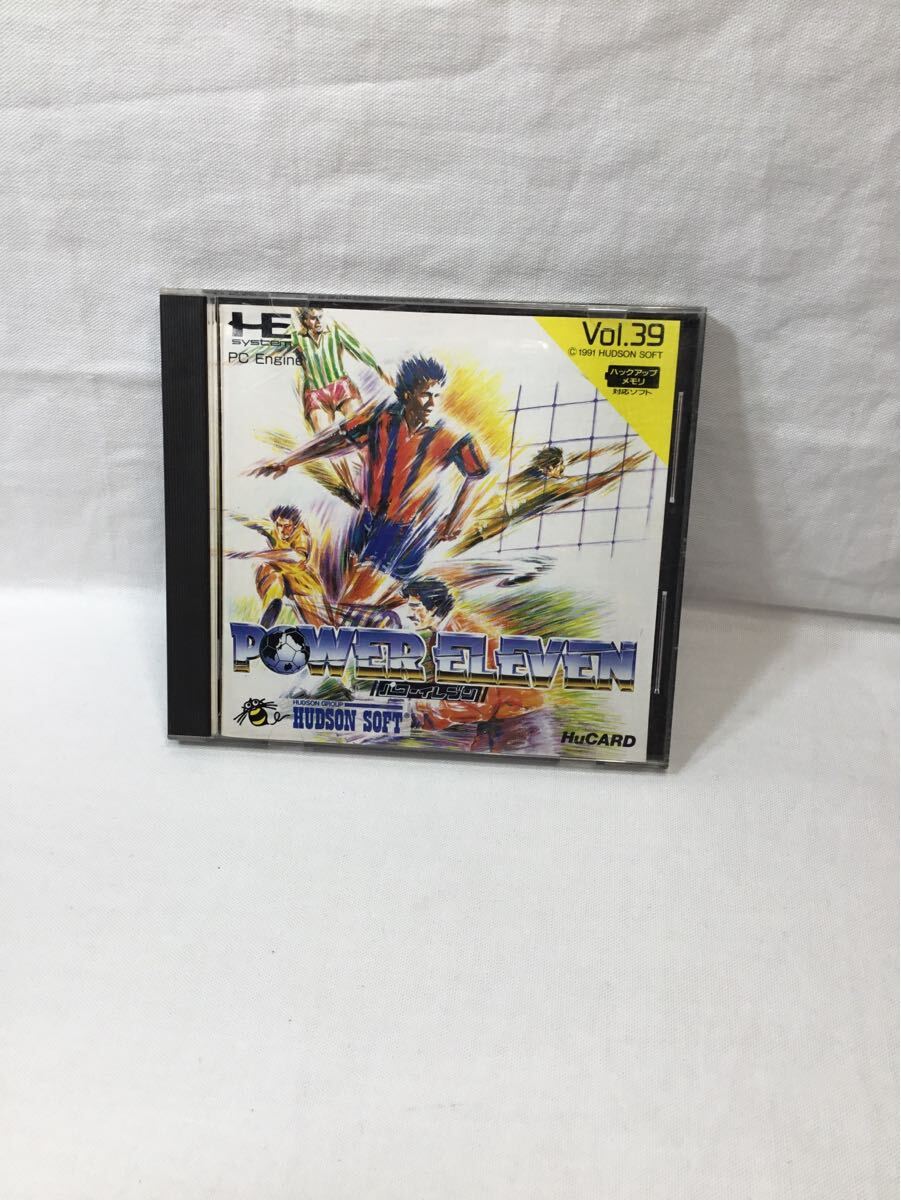 HE
system
PC Engine
Vol.39
© 1991 HUDSON SOFT
バックアップ
メモリ
対応ソフト
POWER ELEVEN
パワーイレブン
HUDSON GROUP
HUDSON SOFT
HuCARD